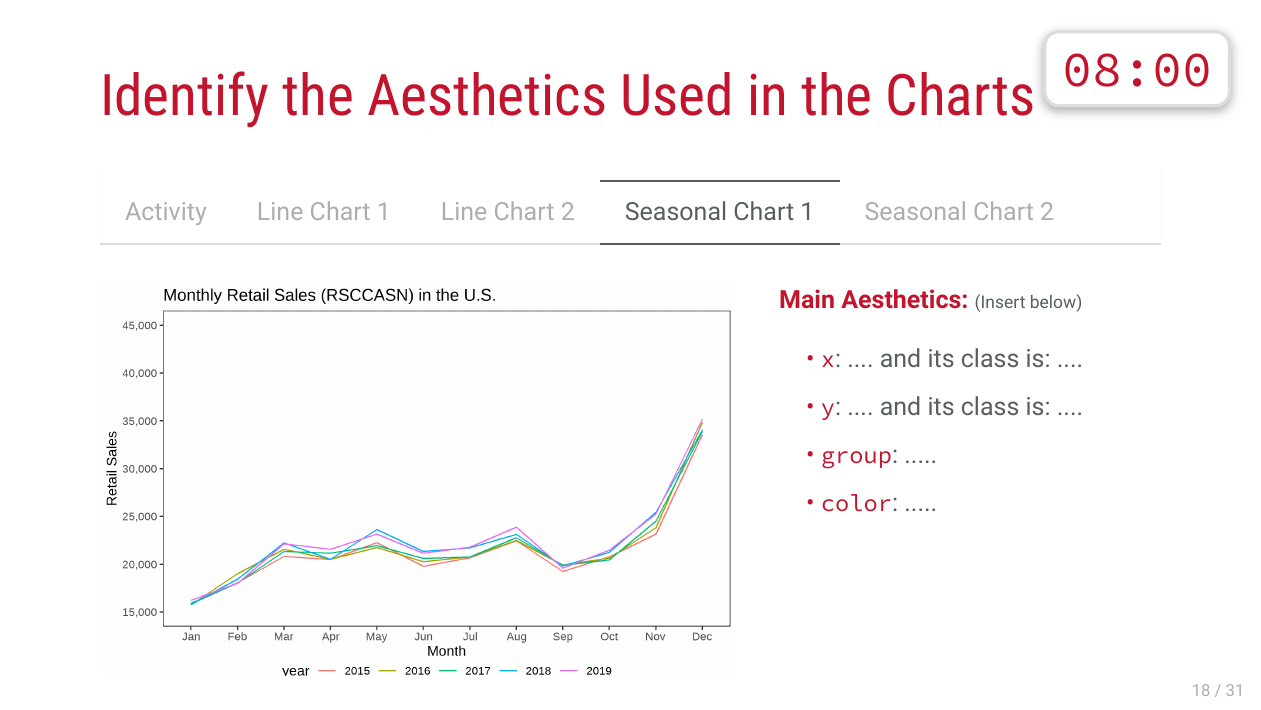 Identify the Aesthetics Used in the Charts
08:00
Activity
Line Chart 1
Line Chart 2
Seasonal Chart 1
Seasonal Chart 2
Monthly Retail Sales (RSCCASN) in the U.S.
45,000
40,000
35,000
30,000
25,000
20,000
15,000
Retail Sales
Jan Feb Mar Apr May Jun Jul Aug Sep Oct Nov Dec
Month
year 2015 2016 2017 2018 2019
Main Aesthetics: (Insert below)
• x: .... and its class is: ....
• y: .... and its class is: ....
• group: .....
• color: .....
18 / 31